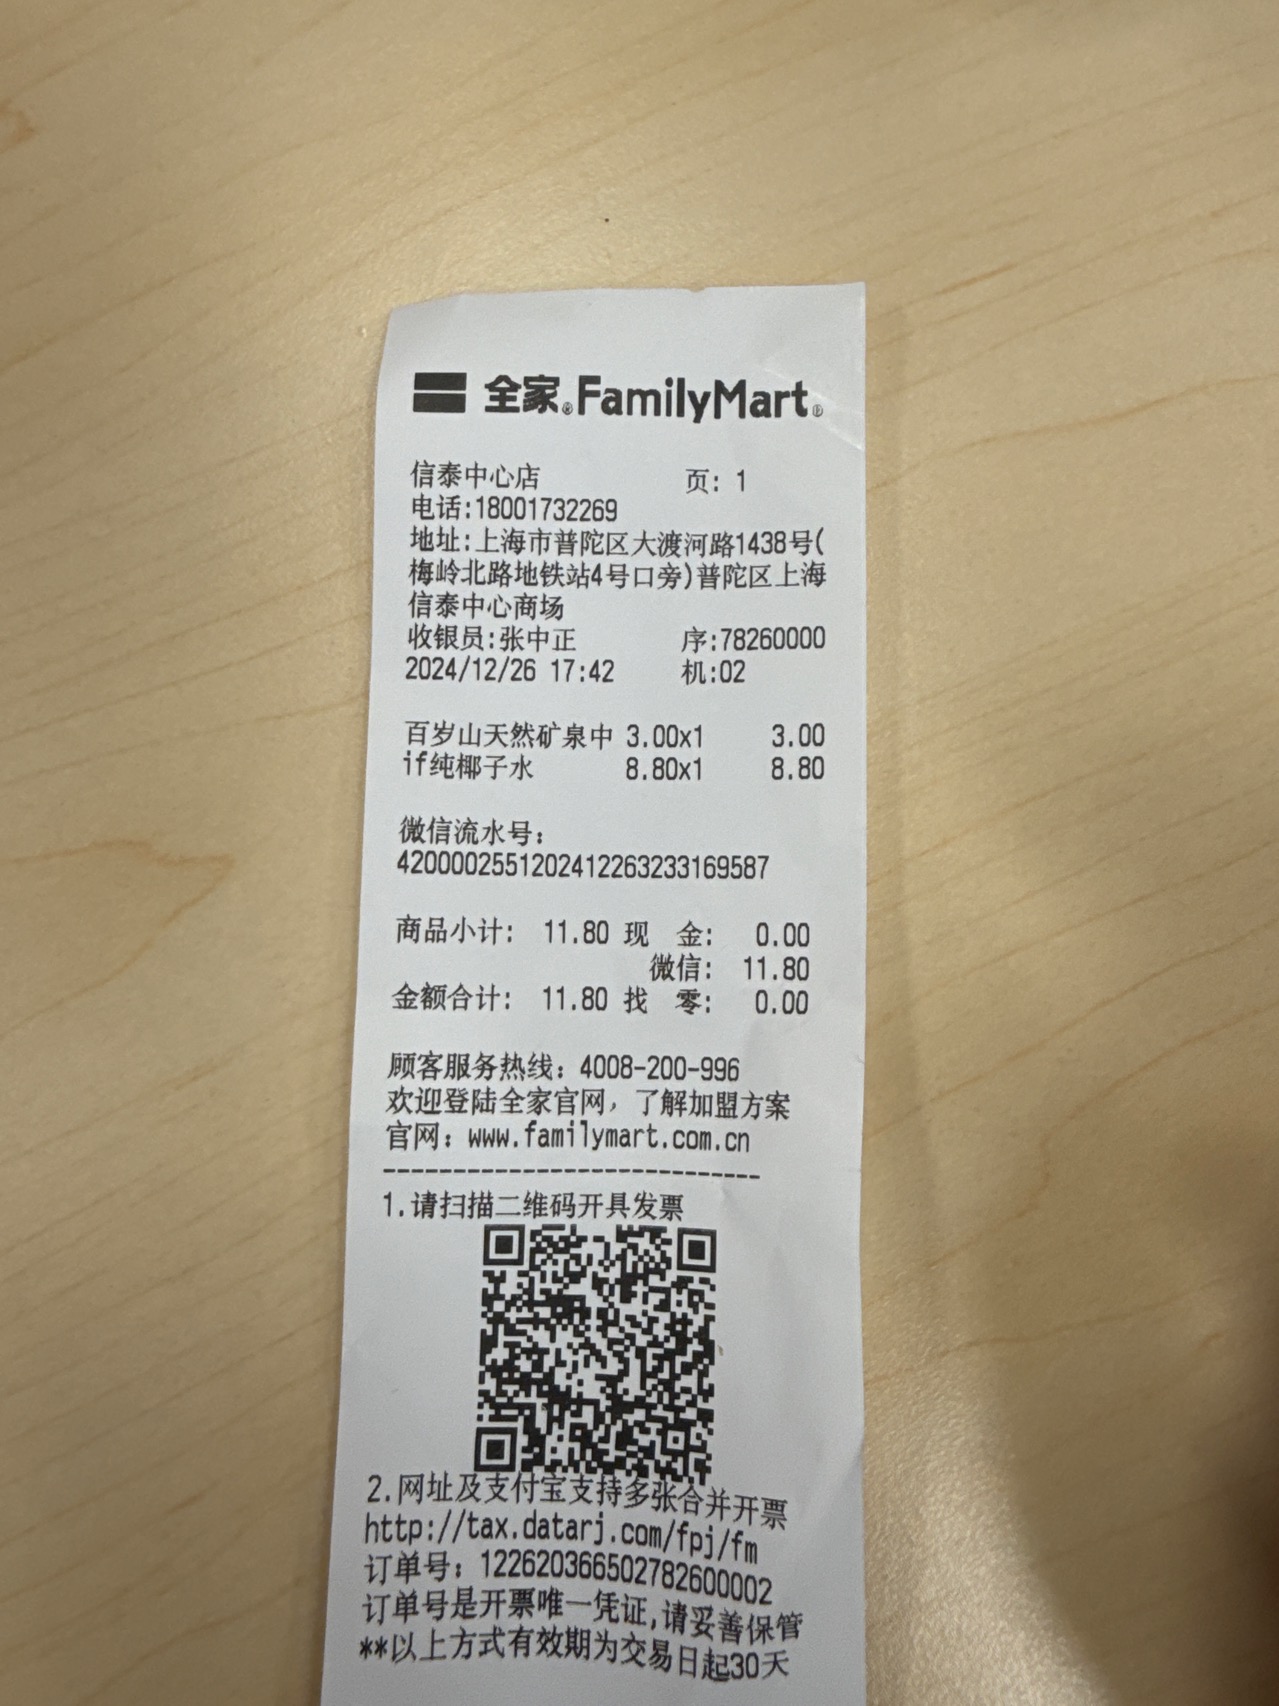 全家® FamilyMart®
信泰中心店 页: 1
电话:18001732269
地址:上海市普陀区大渡河路1438号(
梅岭北路地铁站4号口旁)普陀区上海
信泰中心商场
收银员:张中正 序:78260000
2024/12/26 17:42 机:02
百岁山天然矿泉中 3.00x1 3.00
if纯椰子水 8.80x1 8.80
微信流水号:
4200002551202412263233169587
商品小计: 11.80 现 金: 0.00
微信: 11.80
金额合计: 11.80 找 零: 0.00
顾客服务热线: 4008-200-996
欢迎登陆全家官网, 了解加盟方案
官网: www.familymart.com.cn
---------------------------
1.请扫描二维码开具发票
2.网址及支付宝支持多张合并开票
http://tax.datarj.com/fpj/fm
订单号: 122620366502782600002
订单号是开票唯一凭证,请妥善保管
**以上方式有效期为交易日起30天